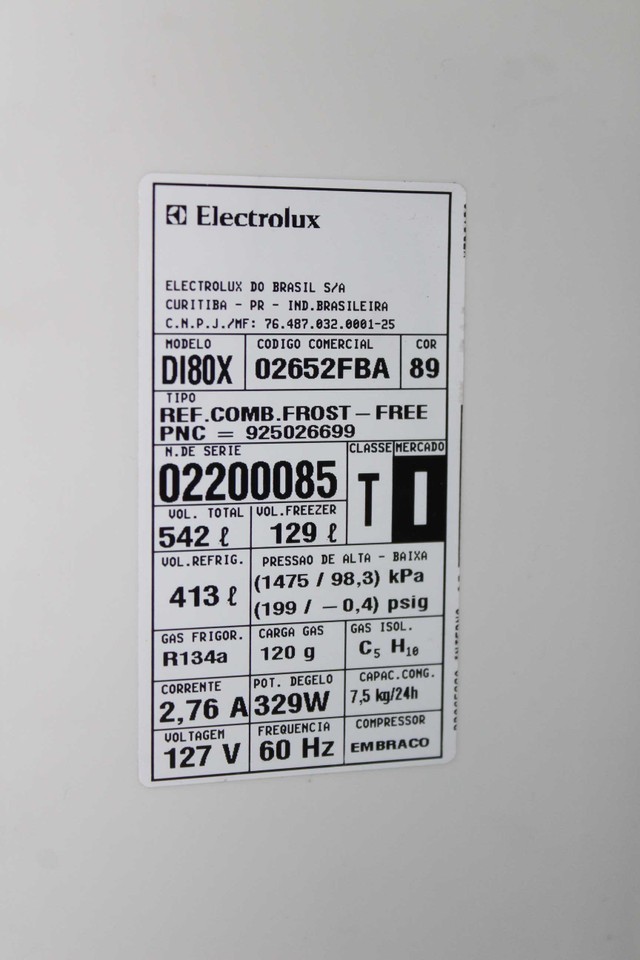 Electrolux
ELECTROLUX DO BRASIL S/A
CURITIBA - PR - IND.BRASILEIRA
C.N.P.J./MF: 76.487.032.0001-25
MODELO CODIGO COMERCIAL COR
DI80X 02652FBA 89
TIPO
REF.COMB.FROST – FREE
PNC = 925026699
N.DE SERIE CLASSE MERCADO
02200085 T I
VOL. TOTAL VOL.FREEZER
542 ℓ 129 ℓ
VOL.REFRIG. PRESSAO DE ALTA - BAIXA
413 ℓ (1475 / 98,3) kPa
(199 / – 0,4) psig
GAS FRIGOR. CARGA GAS GAS ISOL.
R134a 120 g C₅ H₁₀
CORRENTE POT. DEGELO CAPAC.CONG.
2,76 A 329W 7,5 kg/24h
VOLTAGEM FREQUENCIA COMPRESSOR
127 V 60 Hz EMBRACO